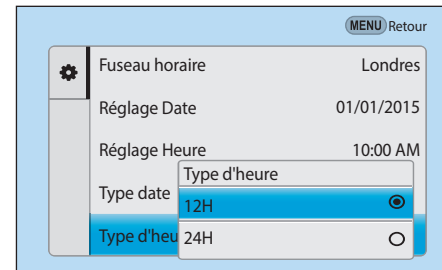 MENU Retour
Fuseau horaire Londres
Réglage Date 01/01/2015
Réglage Heure 10:00 AM
Type d'heure
Type date
12H
Type d'heu
24H